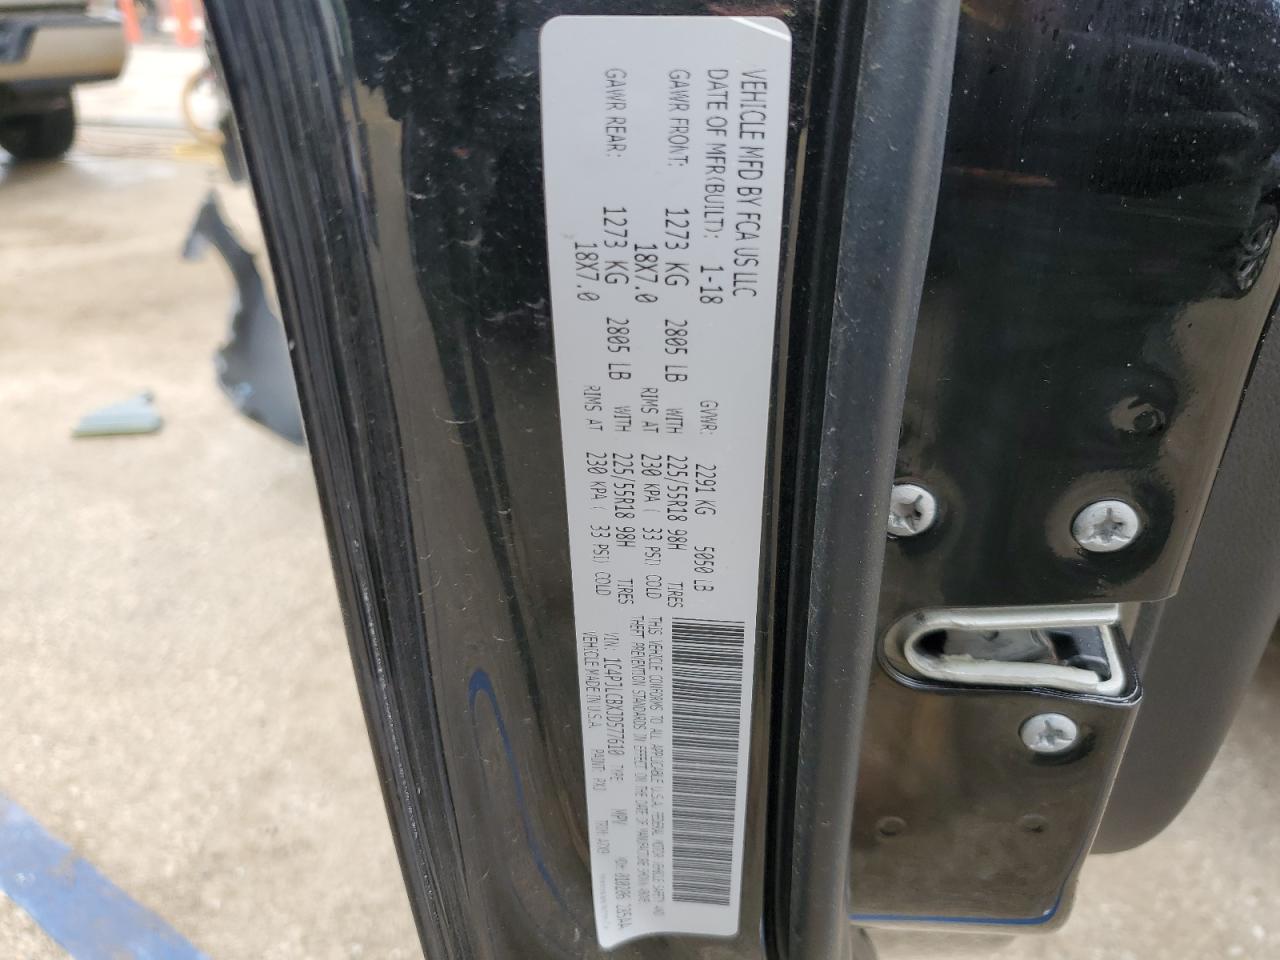 VEHICLE MFD BY FCA US LLC
DATE OF MFR(BUILT): 1-18 GVWR: 2291 KG 5050 LB
GAWR FRONT: 1273 KG 2805 LB WITH 225/55R18 98H TIRES
18X7.0 RIMS AT 230 KPA ( 33 PSI) COLD
GAWR REAR: 1273 KG 2805 LB WITH 225/55R18 98H TIRES
18X7.0 RIMS AT 230 KPA ( 33 PSI) COLD
THIS VEHICLE CONFORMS TO ALL APPLICABLE U.S.A. FEDERAL MOTOR VEHICLE SAFETY AND
THEFT PREVENTION STANDARDS IN EFFECT ON THE DATE OF MANUFACTURE SHOWN ABOVE
VIN: 1C4PJLCBXJD577610 TYPE: MPV
VEHICLE MADE IN U.S.A. PAINT: PXJ TRIM: